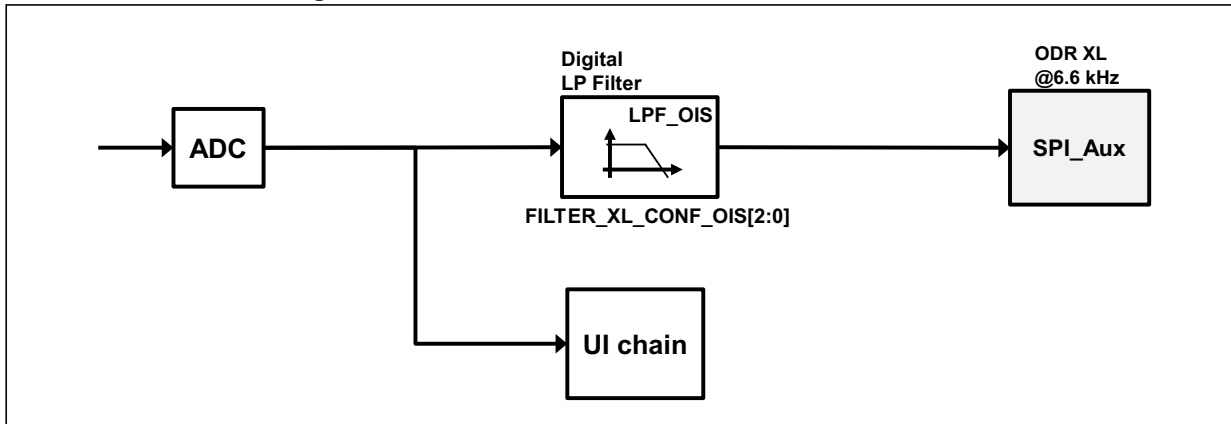 Digital
LP Filter
ODR XL
@6.6 kHz
ADC
LPF_OIS
SPI_Aux
FILTER_XL_CONF_OIS[2:0]
UI chain